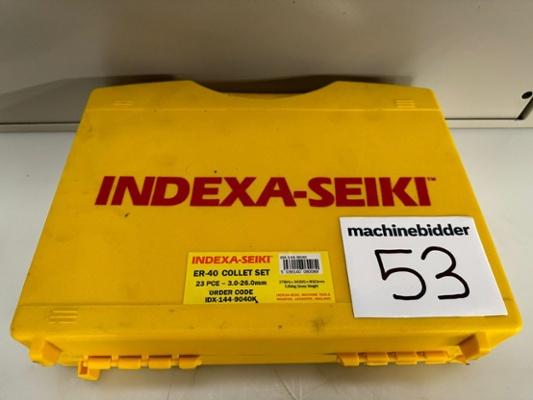 INDEXA-SEIKI™
machinebidder
53
INDEXA-SEIKI
ER-40 COLLET SET
23 PCE - 3.0-26.0mm
ORDER CODE
IDX-144-9040K